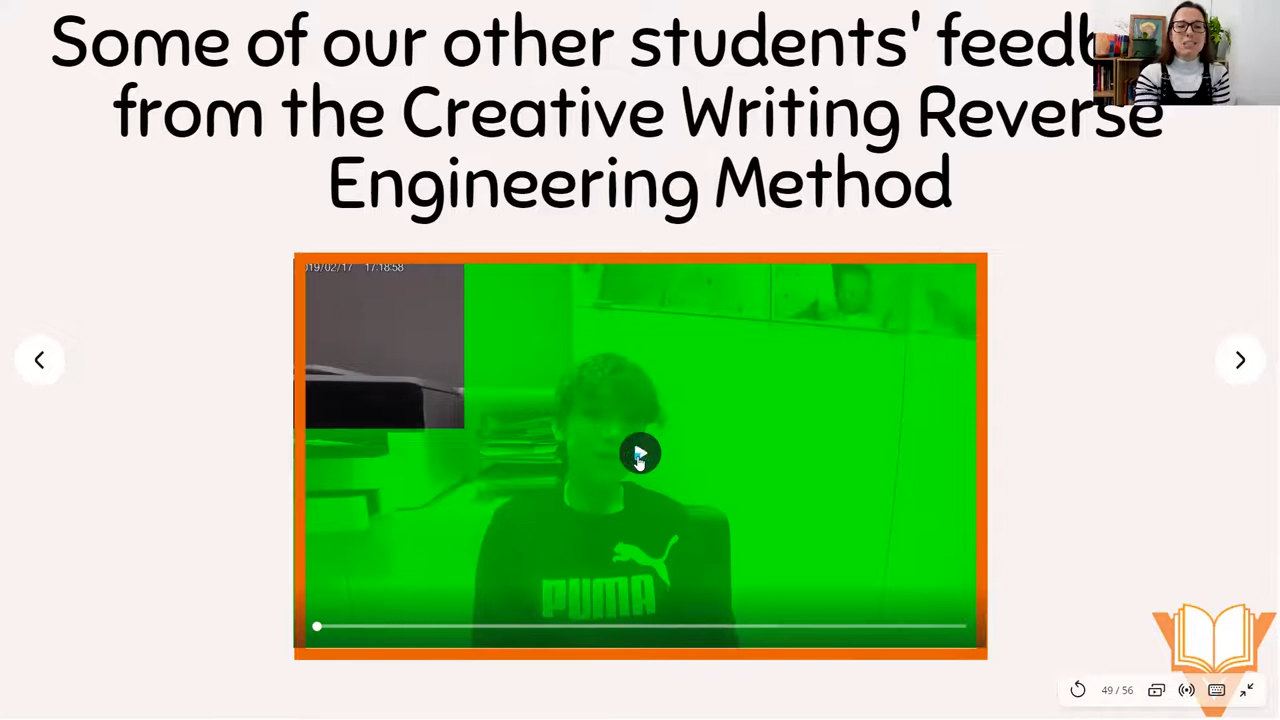 Some of our other students' feedb
from the Creative Writing Reverse
Engineering Method
019/02/17 17:18:58
PUMA
49 / 56